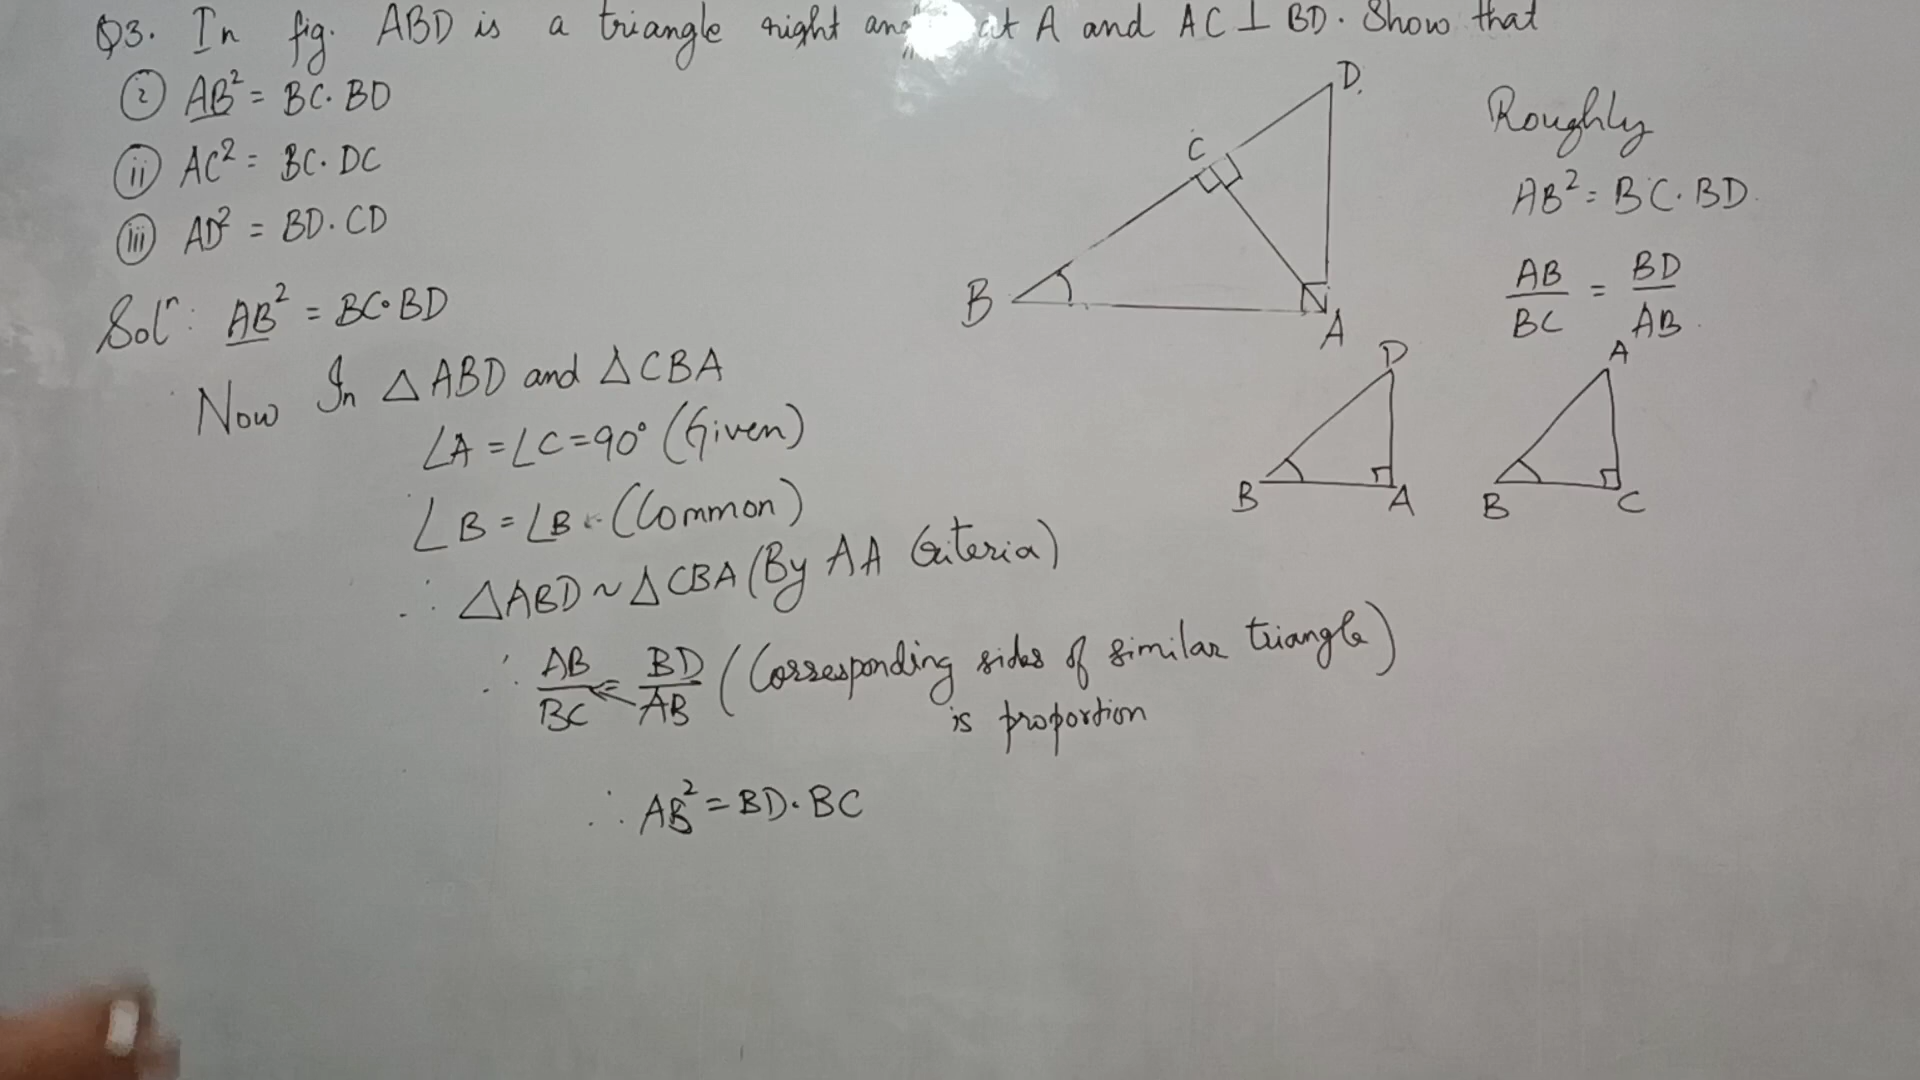 Q3. In fig. ABD is a triangle right at A and AC ⊥ BD. Show that
(i) AB² = BC. BD
(ii) AC² = BC. DC
(iii) AD² = BD. CD
Solⁿ: AB² = BC·BD
Now In △ ABD and △ CBA
∠A = ∠C = 90° (Given)
∠B = ∠B (Common)
∴ △ABD ~ △CBA (By AA Criteria)
∴ AB/BC = BD/AB (Corresponding sides of similar triangle)
is proportion
∴ AB² = BD. BC
D.
C
B
A
Roughly
AB² = BC. BD.
AB/BC = BD/AB.
D
B
A
A
B
C